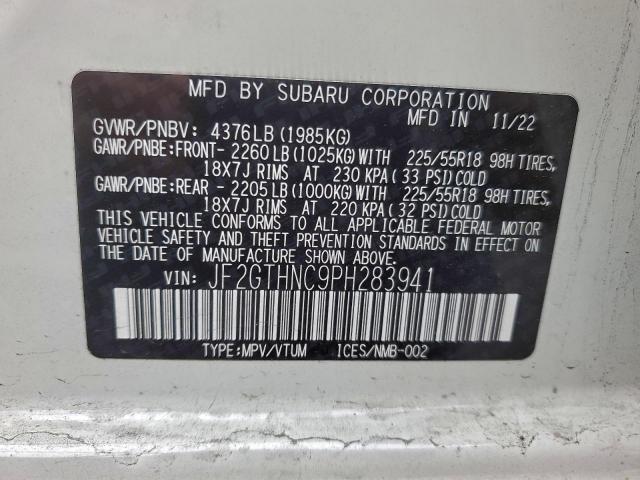 MFD BY SUBARU CORPORATION
MFD IN 11/22
GVWR/PNBV: 4376LB(1985KG)
GAWR/PNBE:FRONT- 2260LB(1025KG)WITH 225/55R18 98H TIRES,
18X7J RIMS AT 230 KPA(33 PSI)COLD
GAWR/PNBE:REAR - 2205LB(1000KG)WITH 225/55R18 98H TIRES,
18X7J RIMS AT 220 KPA(32 PSI)COLD
THIS VEHICLE CONFORMS TO ALL APPLICABLE FEDERAL MOTOR
VEHICLE SAFETY AND THEFT PREVENTION STANDARDS IN EFFECT ON
THE DATE OF MANUFACTURE SHOWN ABOVE.
VIN: JF2GTHNC9PH283941
TYPE:MPV/VTUM ICES/NMB-002